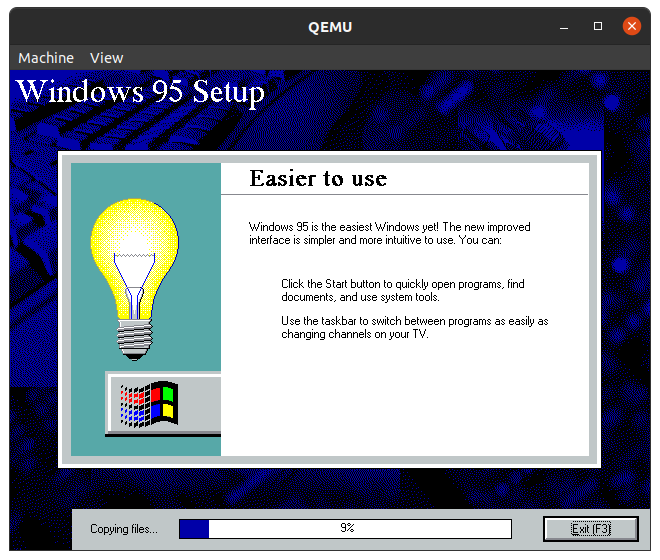 QEMU
Machine View
Windows 95 Setup
Easier to use
Windows 95 is the easiest Windows yet! The new improved
interface is simpler and more intuitive to use. You can:
Click the Start button to quickly open programs, find
documents, and use system tools.
Use the taskbar to switch between programs as easily as
changing channels on your TV.
Copying files... 9% Exit (F3)